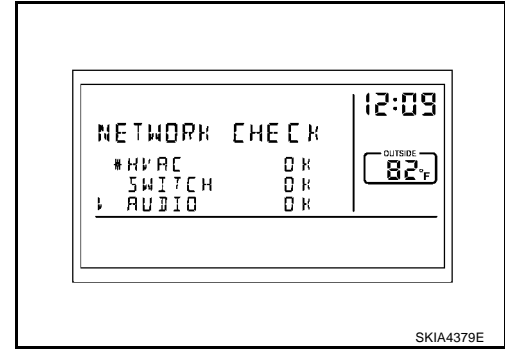 12:09
NETWORK CHECK
OUTSIDE
82°F
*HVAC OK
SWITCH OK
AUDIO OK
SKIA4379E